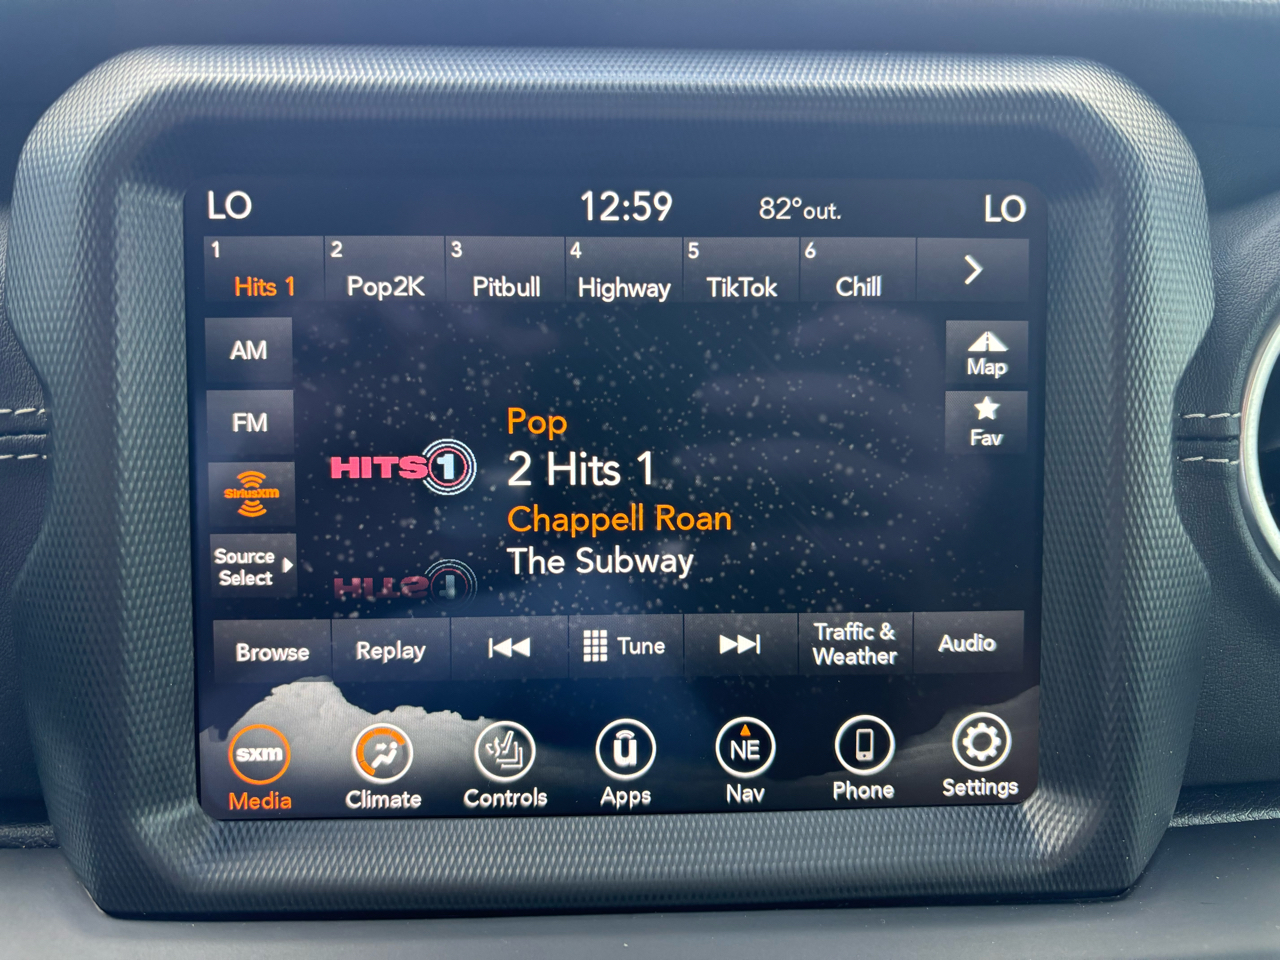 LO 12:59 82°out. LO
1 Hits 1
2 Pop2K
3 Pitbull
4 Highway
5 TikTok
6 Chill
AM
FM
SiriusXM
Source
Select
Map
Fav
HITS 1
Pop
2 Hits 1
Chappell Roan
The Subway
Browse
Replay
Tune
Traffic &
Weather
Audio
sxm
Media
Climate
Controls
u
Apps
NE
Nav
Phone
Settings